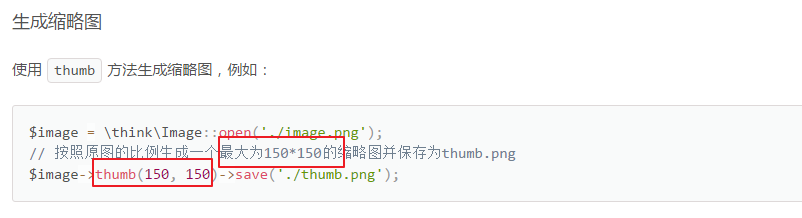 生成缩略图
使用 thumb 方法生成缩略图，例如：
$image = \think\Image::open('./image.png');
// 按照原图的比例生成一个最大为150*150的缩略图并保存为thumb.png
$image->thumb(150, 150)->save('./thumb.png');